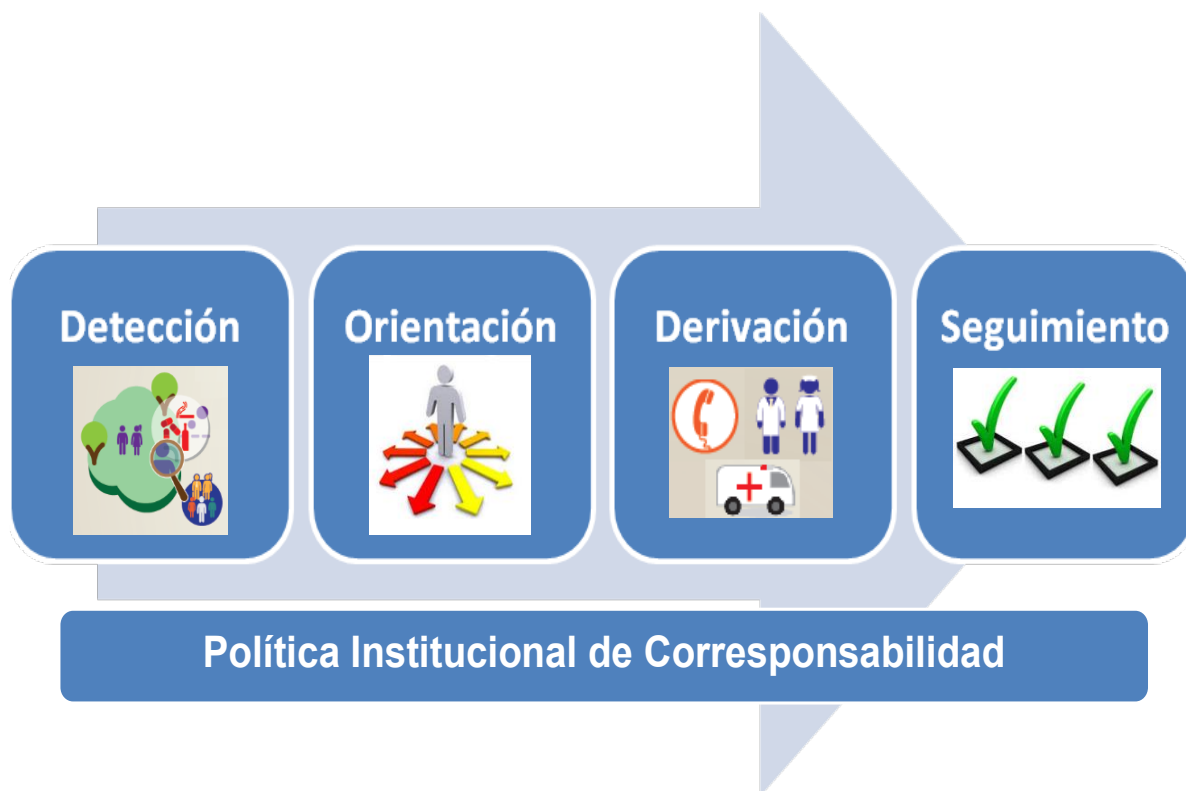 Detección
Orientación
Derivación
Seguimiento
Política Institucional de Corresponsabilidad